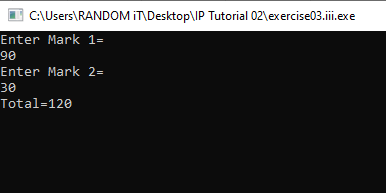 C:\Users\RANDOM iT\Desktop\IP Tutorial 02\exercise03.iii.exe
Enter Mark 1=
90
Enter Mark 2=
30
Total=120